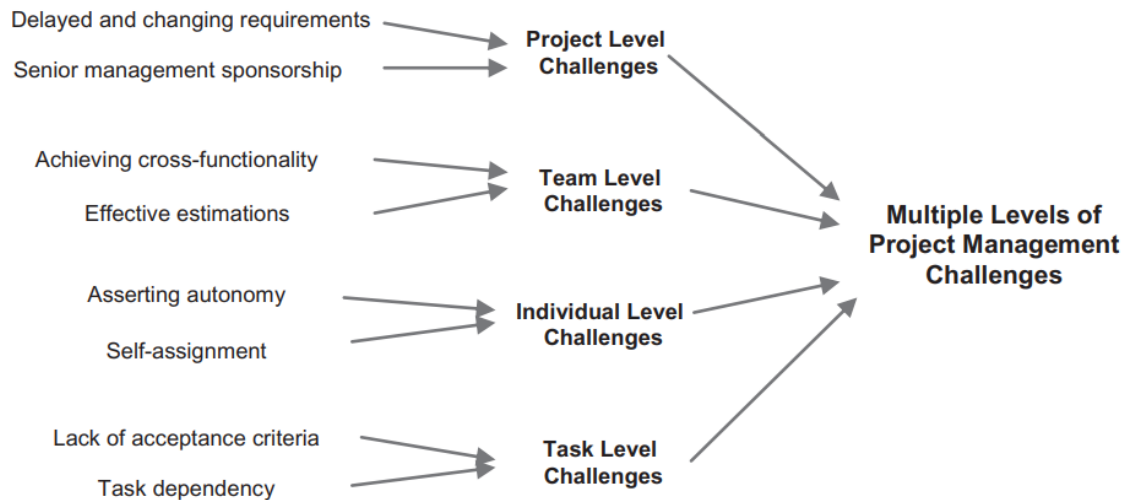 Delayed and changing requirements
Senior management sponsorship
Project Level
Challenges
Achieving cross-functionality
Effective estimations
Team Level
Challenges
Asserting autonomy
Self-assignment
Individual Level
Challenges
Lack of acceptance criteria
Task dependency
Task Level
Challenges
Multiple Levels of
Project Management
Challenges